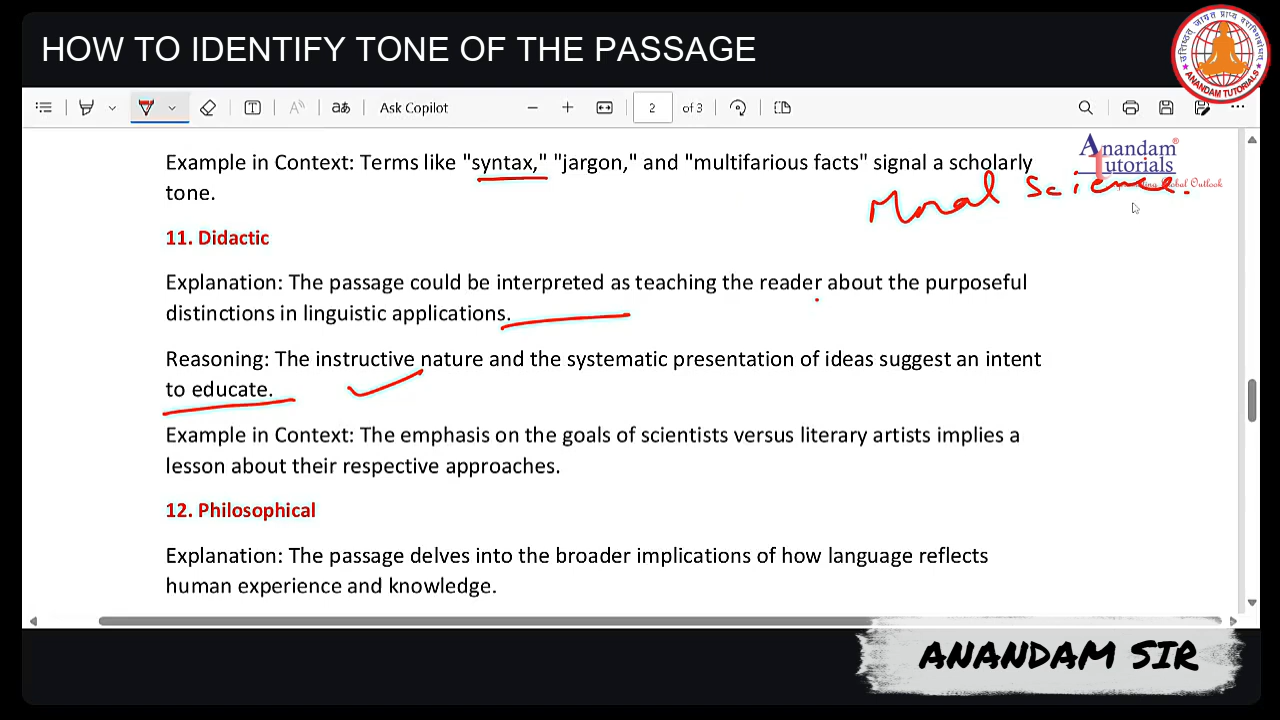 HOW TO IDENTIFY TONE OF THE PASSAGE
ANANDAM TUTORIALS
Ask Copilot
2 of 3
Example in Context: Terms like "syntax," "jargon," and "multifarious facts" signal a scholarly
tone.
Anandam
Tutorials
Global Outlook
Moral Science.
11. Didactic
Explanation: The passage could be interpreted as teaching the reader about the purposeful
distinctions in linguistic applications.
Reasoning: The instructive nature and the systematic presentation of ideas suggest an intent
to educate.
Example in Context: The emphasis on the goals of scientists versus literary artists implies a
lesson about their respective approaches.
12. Philosophical
Explanation: The passage delves into the broader implications of how language reflects
human experience and knowledge.
ANANDAM SIR